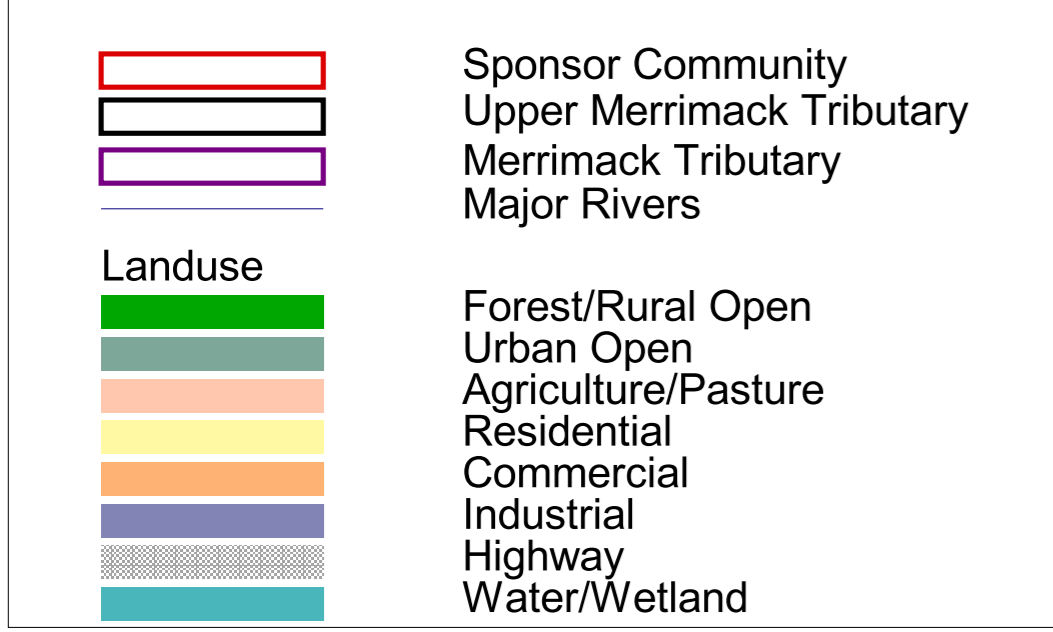 Sponsor Community
Upper Merrimack Tributary
Merrimack Tributary
Major Rivers
Landuse
Forest/Rural Open
Urban Open
Agriculture/Pasture
Residential
Commercial
Industrial
Highway
Water/Wetland